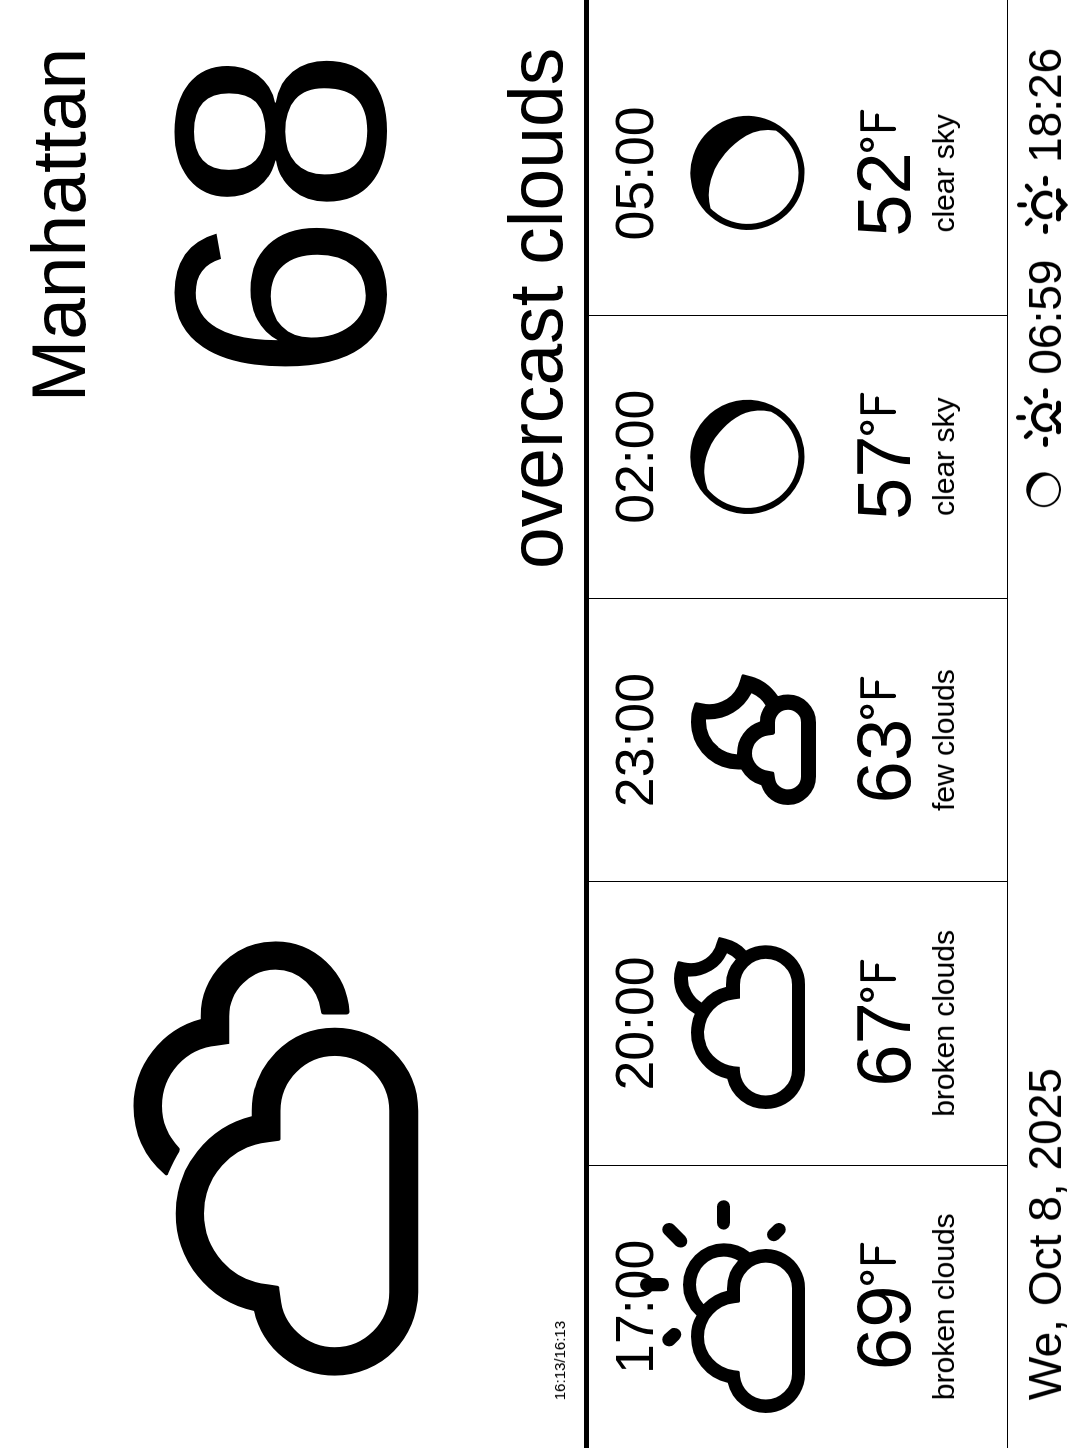 Manhattan
68
overcast clouds
16:13/16:13
17:00
20:00
23:00
02:00
05:00
69°F
67°F
63°F
57°F
52°F
broken clouds
broken clouds
few clouds
clear sky
clear sky
We, Oct 8, 2025
06:59
18:26